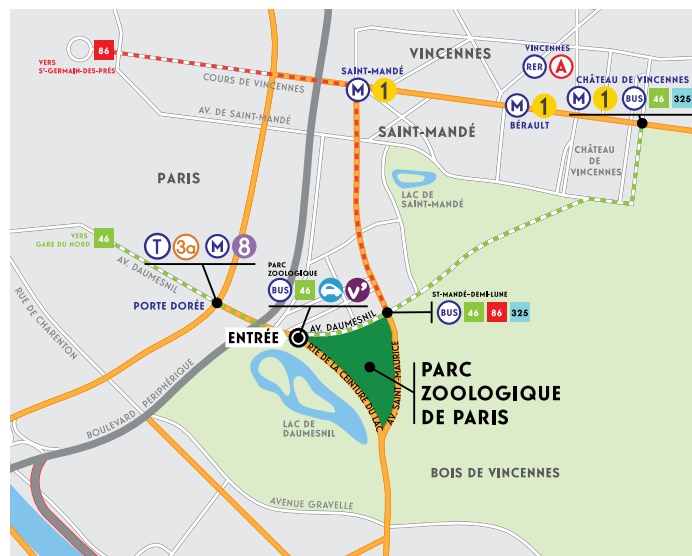 VERS
ST-GERMAIN-DES-PRÉS
86
COURS DE VINCENNES
AV. DE SAINT-MANDÉ
VINCENNES
SAINT-MANDÉ
M 1
VINCENNES
RER A
CHÂTEAU DE VINCENNES
M 1 BUS 46 325
M 1
BÉRAULT
SAINT-MANDÉ
CHÂTEAU
DE
VINCENNES
LAC DE
SAINT-MANDÉ
PARIS
VERS
GARE DU NORD
46
AV. DAUMESNIL
T 3a M 8
PORTE DORÉE
RUE DE CHARENTON
PARC
ZOOLOGIQUE
BUS 46 V'
ENTRÉE
AV. DAUMESNIL
ST-MANDÉ-DEMI-LUNE
BUS 46 86 325
RTE DE LA CEINTURE DU LAC
AV. SAINT-MAURICE
PARC
ZOOLOGIQUE
DE PARIS
BOULEVARD PERIPHÉRIQUE
LAC DE
DAUMESNIL
BOIS DE VINCENNES
AVENUE GRAVELLE